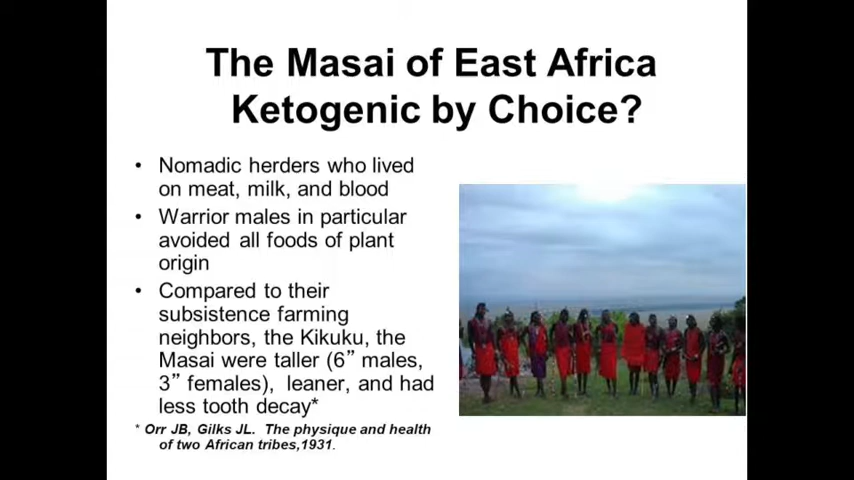 The Masai of East Africa
Ketogenic by Choice?
• Nomadic herders who lived
on meat, milk, and blood
• Warrior males in particular
avoided all foods of plant
origin
• Compared to their
subsistence farming
neighbors, the Kikuku, the
Masai were taller (6” males,
3” females), leaner, and had
less tooth decay*
* Orr JB, Gilks JL. The physique and health
of two African tribes,1931.